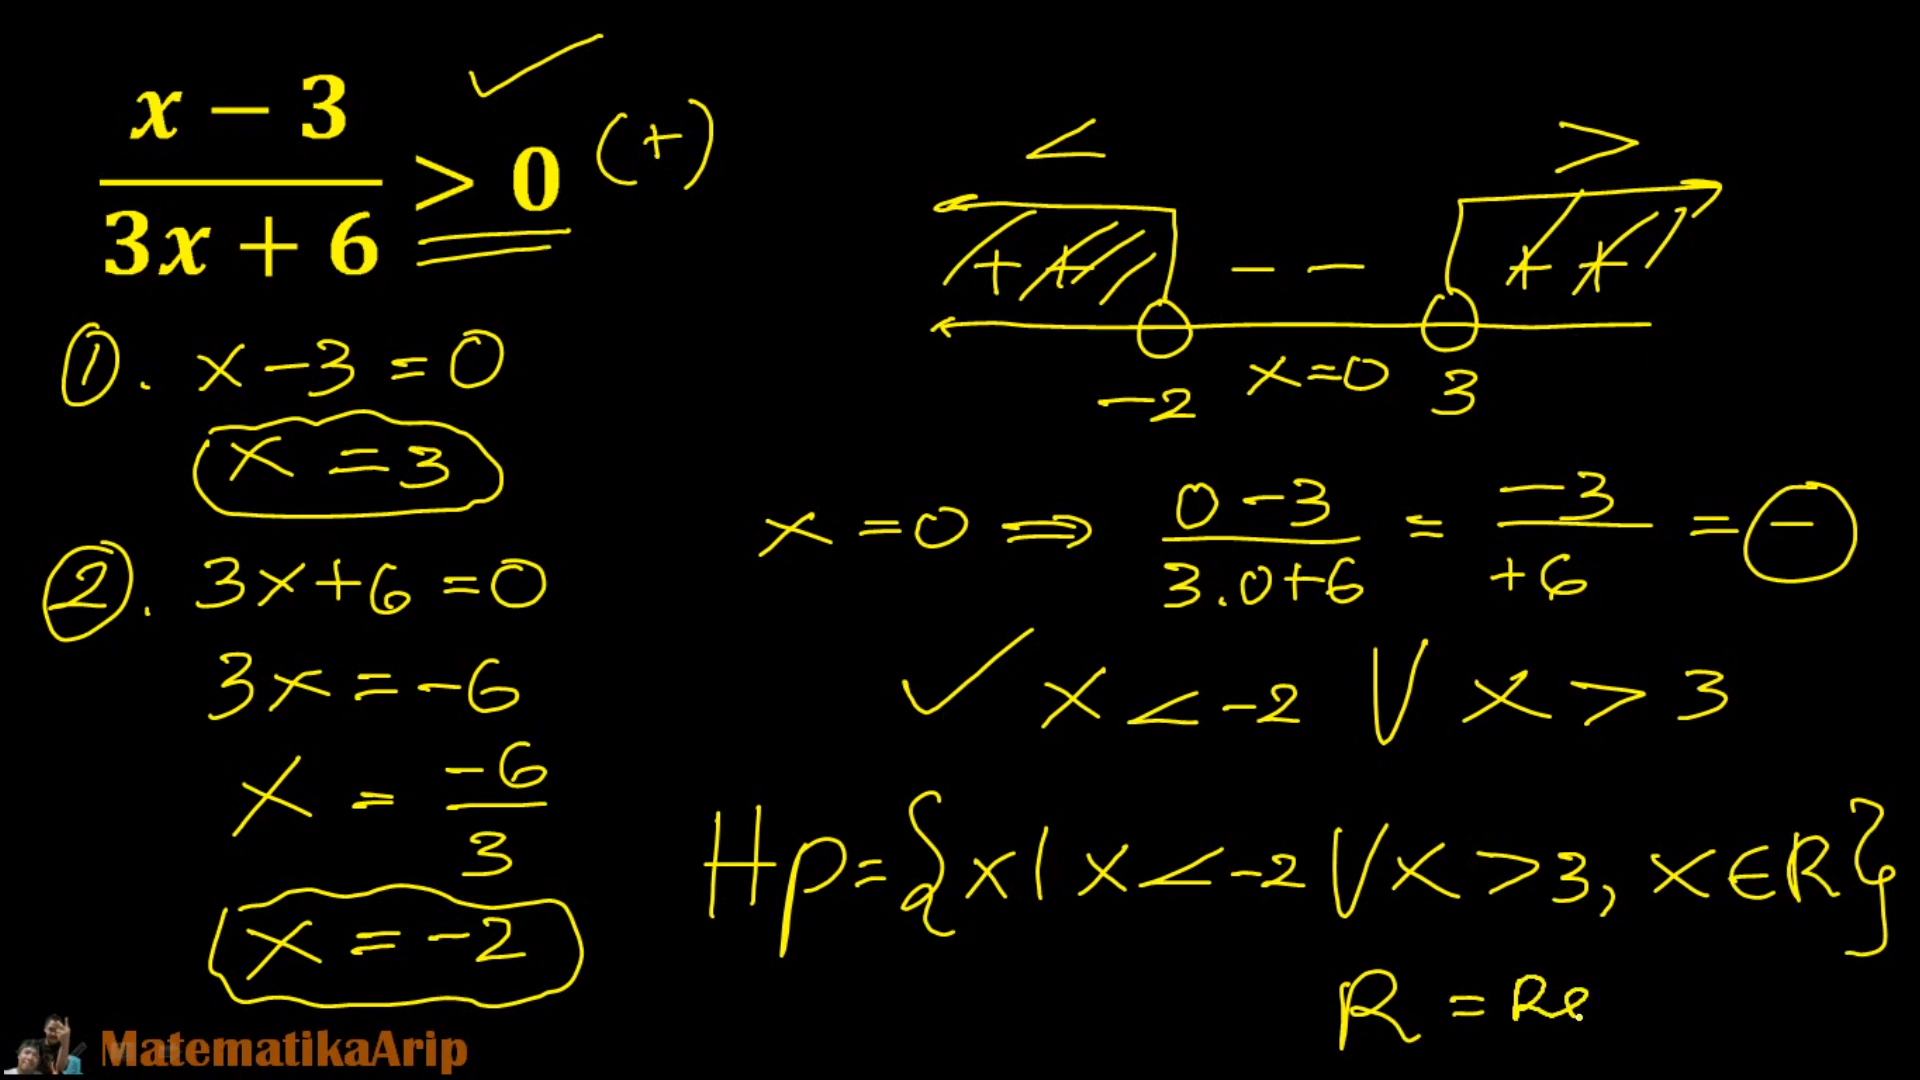 x − 3
3x + 6
> 0 (+)
① . x − 3 = 0
x = 3
② . 3x + 6 = 0
3x = −6
x = −6
3
x = −2
< >
+ + − − + +
−2 x=0 3
x = 0 ⇒ 0 − 3 / 3.0+6 = −3 / +6 = −
✓ x < −2 V x > 3
Hp = {x | x < −2 V x > 3, x ∈ R}
R = Re
MatematikaArip